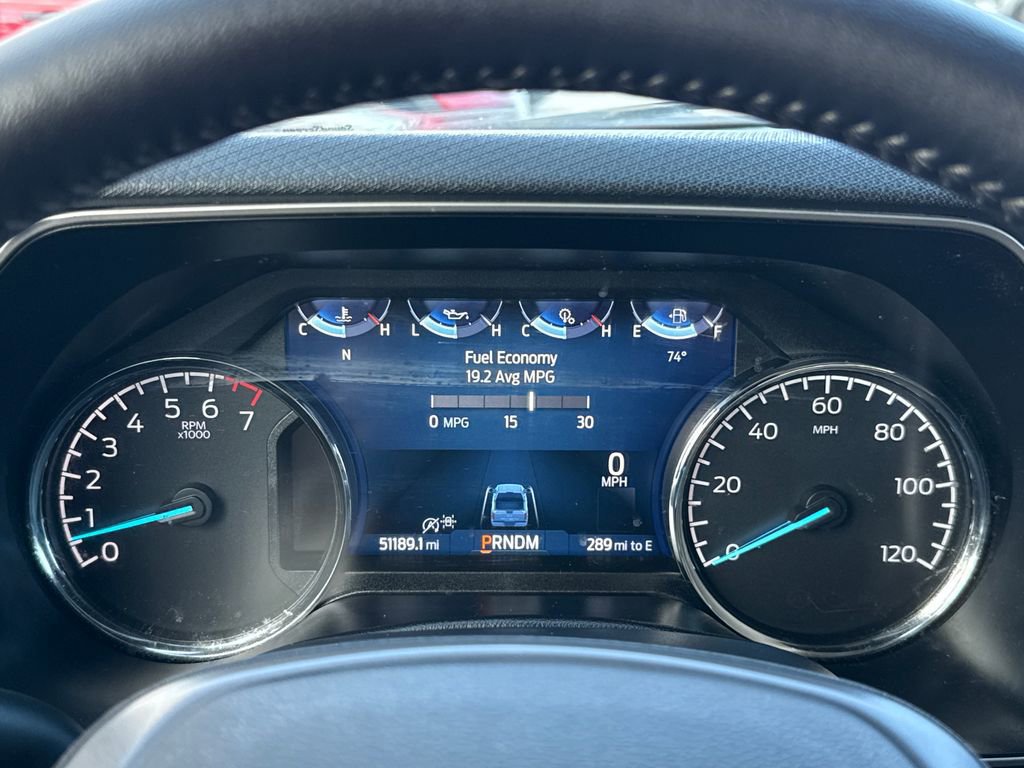 C H L H C H E F
N
74°
Fuel Economy
19.2 Avg MPG
0 MPG 15 30
0
MPH
51189.1 mi
PRNDM
289 mi to E
0 1 2 3 4 5 6 7
RPM
x1000
0 20 40 60 80 100 120
MPH